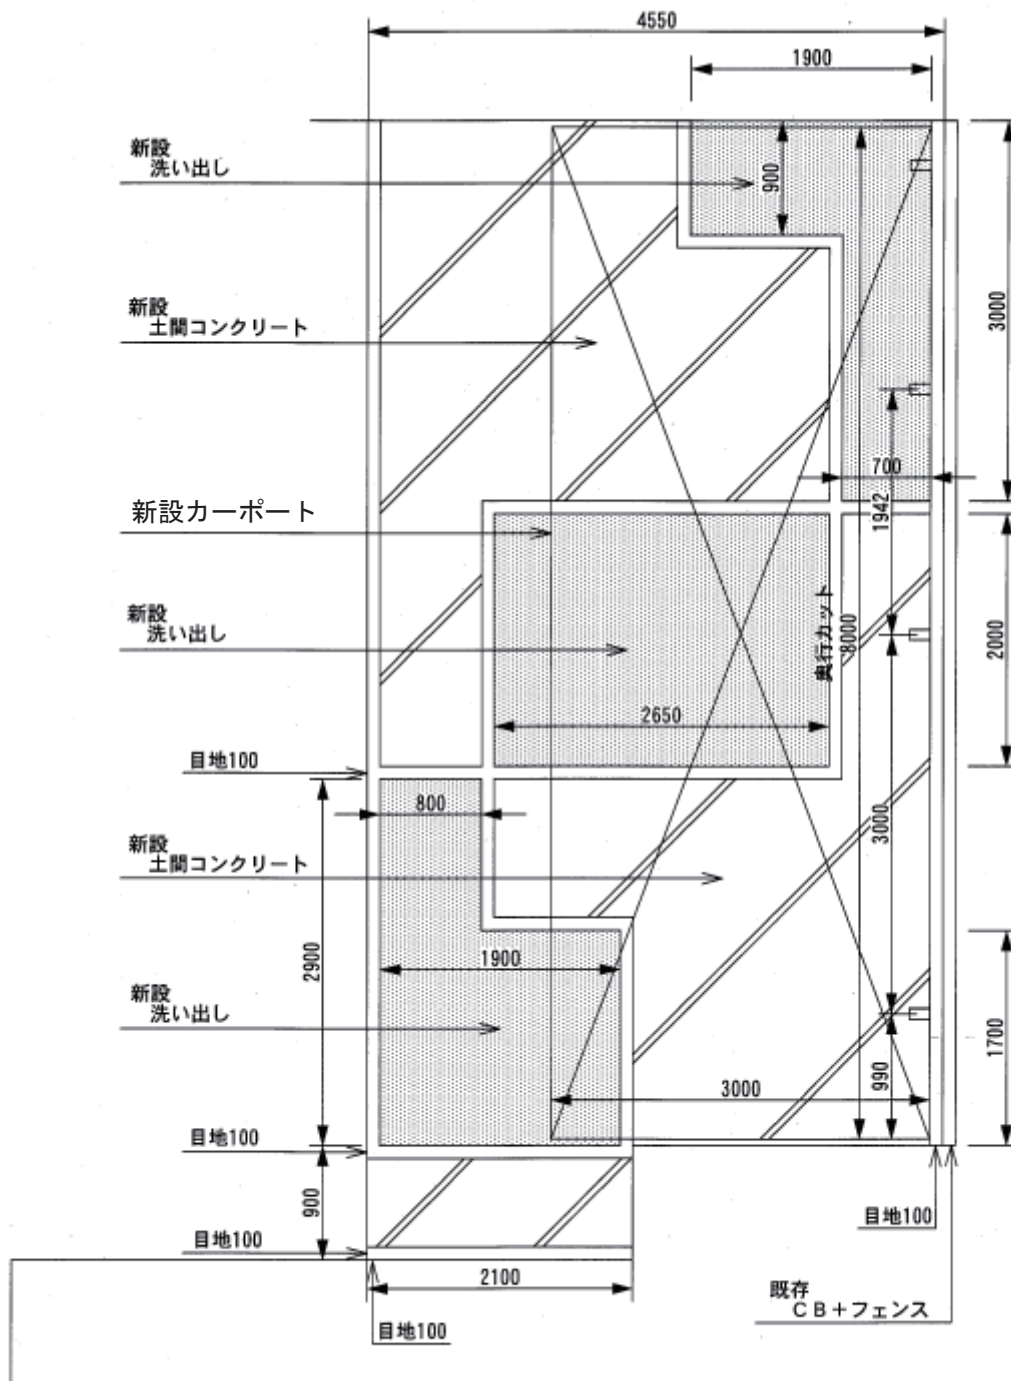 4550
1900
新設
洗い出し
900
新設
土間コンクリート
3000
700
1942
新設カーポート
新設
洗い出し
奥行カット
8000
2000
2650
目地100
800
3000
新設
土間コンクリート
2900
1900
新設
洗い出し
1700
990
3000
目地100
900
目地100
目地100
2100
既存
CB+フェンス
目地100